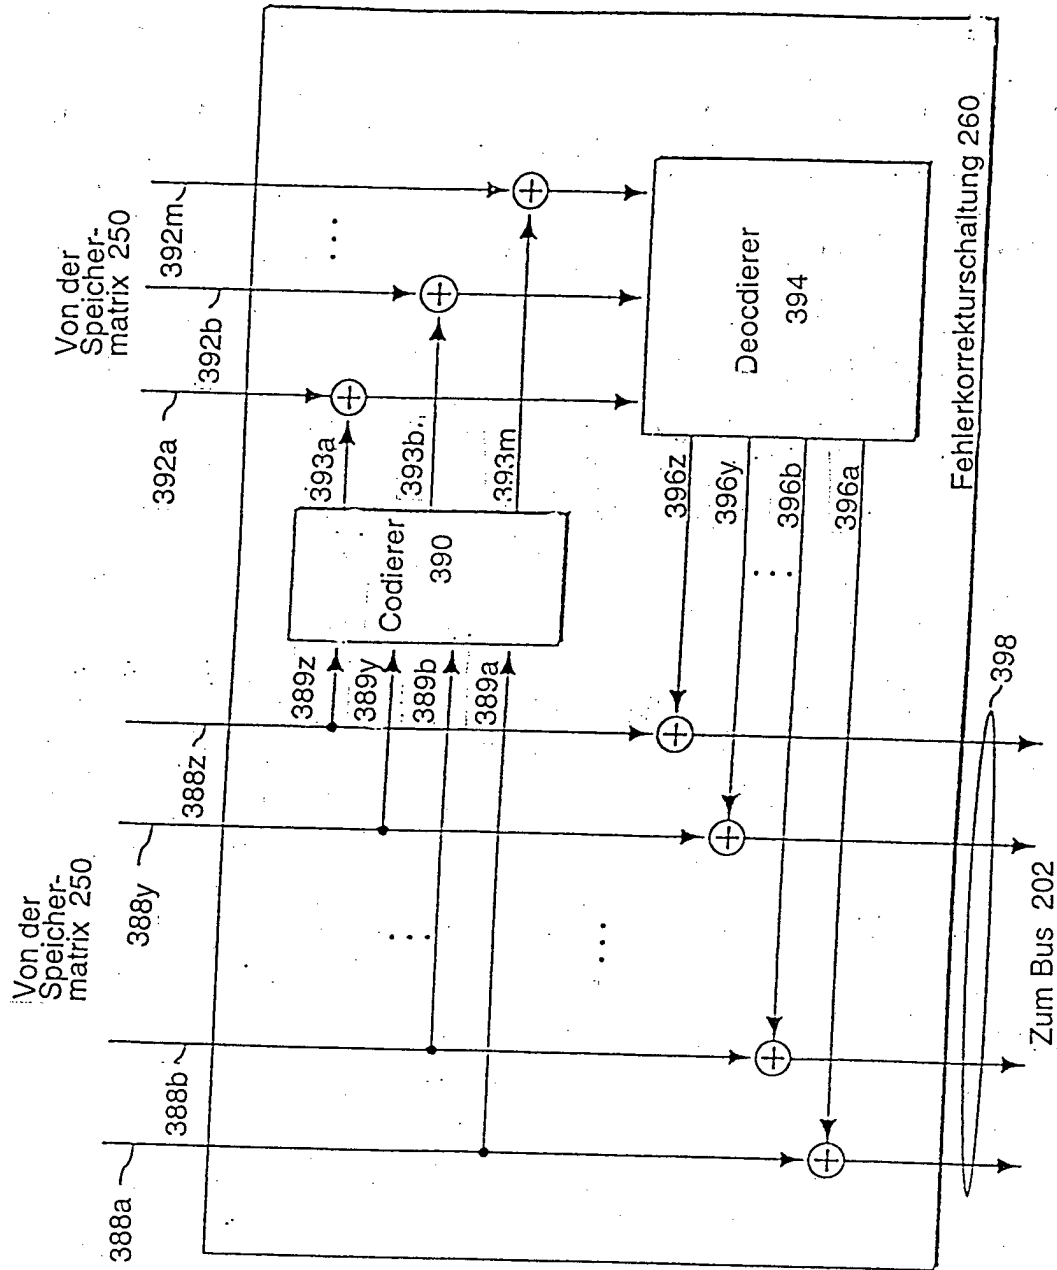 Von der
Speicher-
matrix 250
392a
392b
392m
...
Codierer
390
393a
393b
393m
Deocdierer
394
396z
396y
...
396b
396a
Fehlerkorrekturschaltung 260
Von der
Speicher-
matrix 250
388a
388b
388y
388z
389z
389y
389b
389a
...
...
398
Zum Bus 202